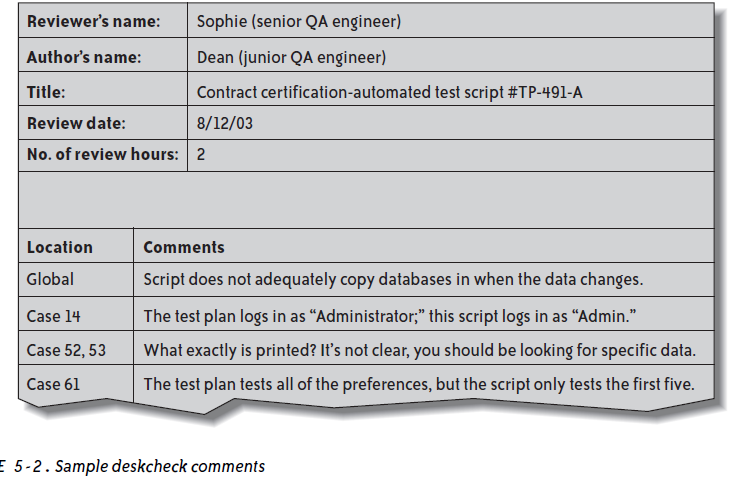 Reviewer's name: Sophie (senior QA engineer)
Author's name: Dean (junior QA engineer)
Title: Contract certification-automated test script #TP-491-A
Review date: 8/12/03
No. of review hours: 2
Location Comments
Global Script does not adequately copy databases in when the data changes.
Case 14 The test plan logs in as “Administrator;” this script logs in as “Admin.”
Case 52, 53 What exactly is printed? It's not clear, you should be looking for specific data.
Case 61 The test plan tests all of the preferences, but the script only tests the first five.
E 5-2. Sample deskcheck comments